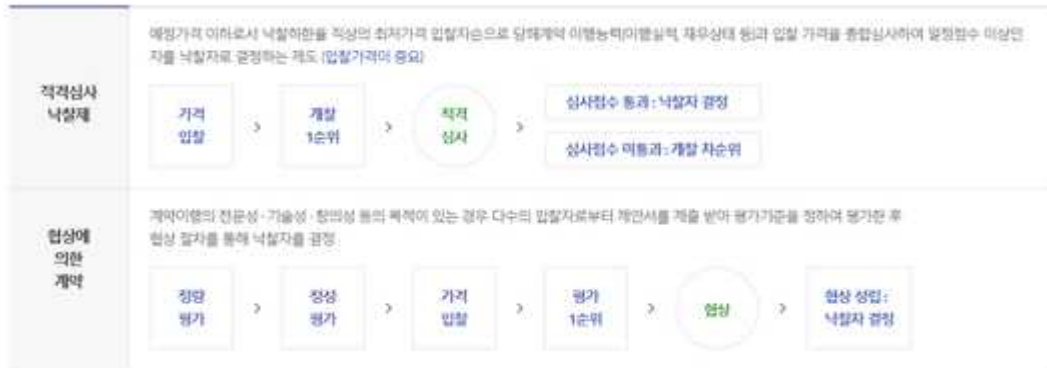 예정가격 이하로서 낙찰하한율 직상의 최저가격 입찰자순으로 당해계약 이행능력(이행실적, 재무상태 등)과 입찰 가격을 종합심사하여 일정점수 이상인
자를 낙찰자로 결정하는 제도 (입찰가격이 중요)
적격심사
낙찰제
가격
입찰
>
개찰
1순위
>
적격
심사
>
심사점수 통과 : 낙찰자 결정
심사점수 미통과 : 개찰 차순위
계약이행의 전문성·기술성·창의성 등의 목적이 있는 경우 다수의 입찰자로부터 제안서를 제출 받아 평가기준을 정하여 평가한 후
협상 절차를 통해 낙찰자를 결정
협상에
의한
계약
정량
평가
>
정성
평가
>
가격
입찰
>
평가
1순위
>
협상
>
협상 성립 :
낙찰자 결정